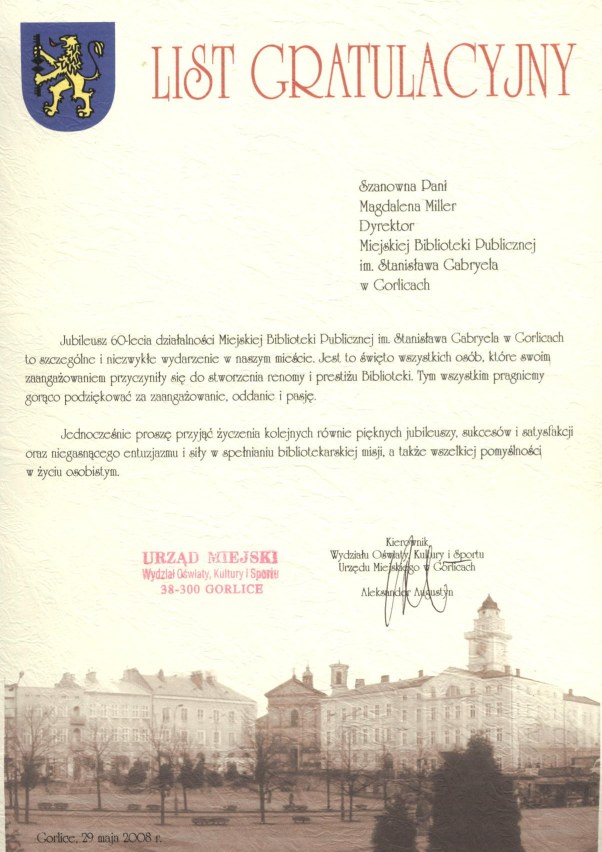 LIST GRATULACYJNY
Szanowna Pani
Magdalena Miller
Dyrektor
Miejskiej Biblioteki Publicznej
im. Stanisława Gabryela
w Gorlicach
Jubileusz 60-lecia działalności Miejskiej Biblioteki Publicznej im. Stanisława Gabryela w Gorlicach
to szczególne i niezwykłe wydarzenie w naszym mieście. Jest to święto wszystkich osób, które swoim
zaangażowaniem przyczyniły się do stworzenia renomy i prestiżu Biblioteki. Tym wszystkim pragniemy
gorąco podziękować za zaangażowanie, oddanie i pasję.
Jednocześnie proszę przyjąć życzenia kolejnych równie pięknych jubileuszy, sukcesów i satysfakcji
oraz niegasnącego entuzjazmu i siły w spełnianiu bibliotekarskiej misji, a także wszelkiej pomyślności
w życiu osobistym.
URZĄD MIEJSKI
Wydział Oświaty, Kultury i Sportu
38-300 GORLICE
Kierownik
Wydziału Oświaty, Kultury i Sportu
Urzędu Miejskiego w Gorlicach
Aleksander Augustyn
Gorlice, 29 maja 2008 r.